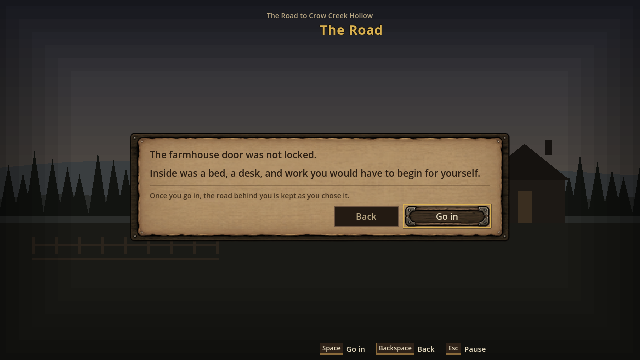 The Road to Crow Creek Hollow
The Road
The farmhouse door was not locked.
Inside was a bed, a desk, and work you would have to begin for yourself.
Once you go in, the road behind you is kept as you chose it.
Back
Go in
Space Go in Backspace Back Esc Pause